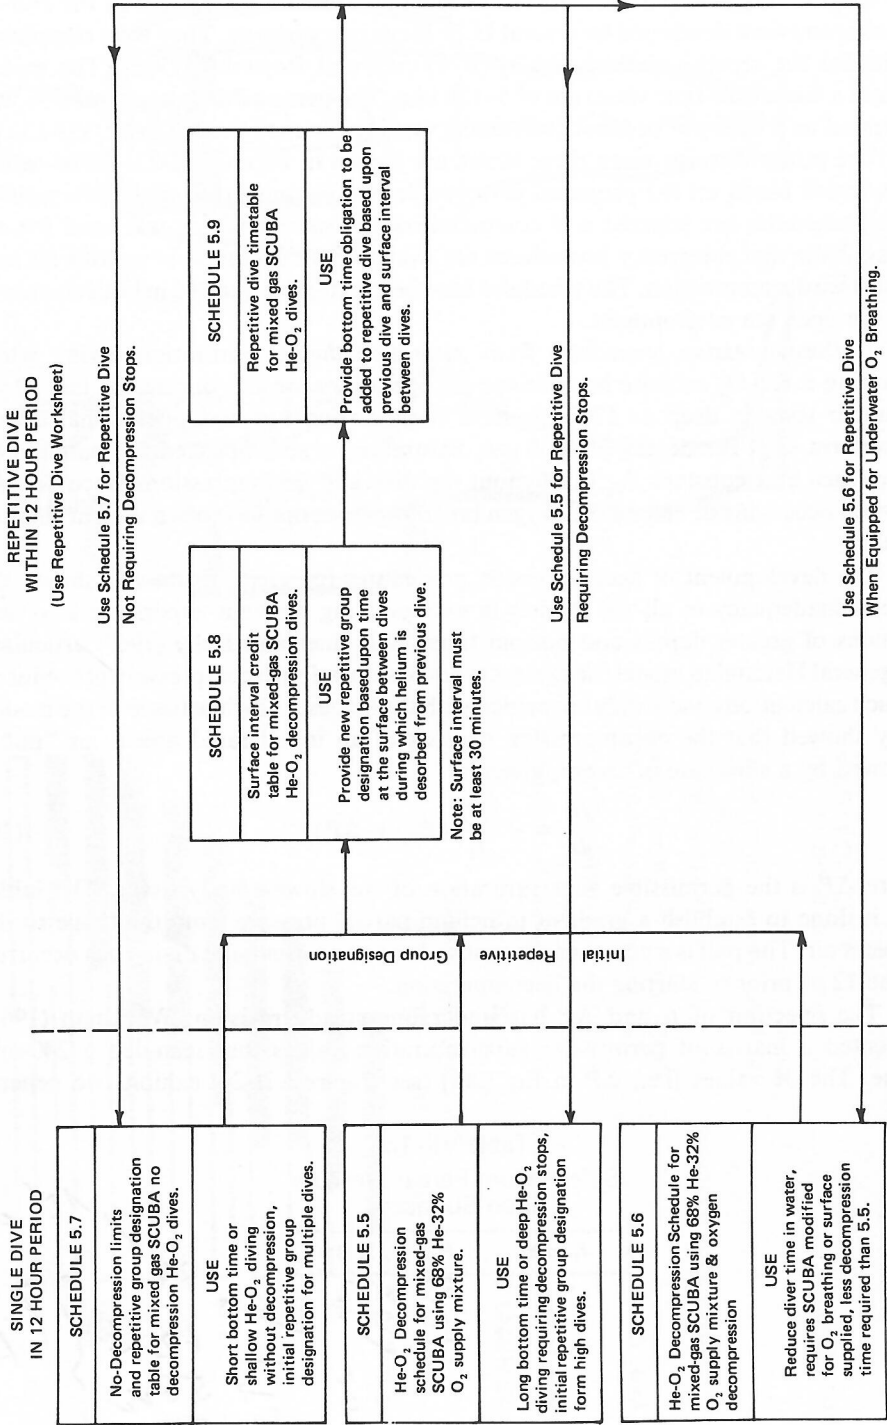 SINGLE DIVE
IN 12 HOUR PERIOD
SCHEDULE 5.7
No-Decompression limits
and repetitive group designation
table for mixed gas SCUBA no
decompression He-O2 dives.
USE
Short bottom time or
shallow He-O2 diving
without decompression,
initial repetitive group
designation for multiple dives.
SCHEDULE 5.5
He-O2 Decompression
schedule for mixed-gas
SCUBA using 68% He-32%
O2 supply mixture.
USE
Long bottom time or deep He-O2
diving requiring decompression stops,
initial repetitive group designation
form high dives.
SCHEDULE 5.6
He-O2 Decompression Schedule for
mixed-gas SCUBA using 68% He-32%
O2 supply mixture & oxygen
decompression
USE
Reduce diver time in water,
requires SCUBA modified
for O2 breathing or surface
supplied, less decompression
time required than 5.5.
Initial
Repetitive
Group Designation
REPETITIVE DIVE
WITHIN 12 HOUR PERIOD
(Use Repetitive Dive Worksheet)
Use Schedule 5.7 for Repetitive Dive
Not Requiring Decompression Stops.
SCHEDULE 5.8
Surface interval credit
table for mixed-gas SCUBA
He-O2 decompression dives.
USE
Provide new repetitive group
designation based upon time
at the surface between dives
during which helium is
desorbed from previous dive.
Note: Surface interval must
be at least 30 minutes.
SCHEDULE 5.9
Repetitive dive timetable
for mixed gas SCUBA
He-O2 dives.
USE
Provide bottom time obligation to be
added to repetitive dive based upon
previous dive and surface interval
between dives.
Use Schedule 5.5 for Repetitive Dive
Requiring Decompression Stops.
Use Schedule 5.6 for Repetitive Dive
When Equipped for Underwater O2 Breathing.